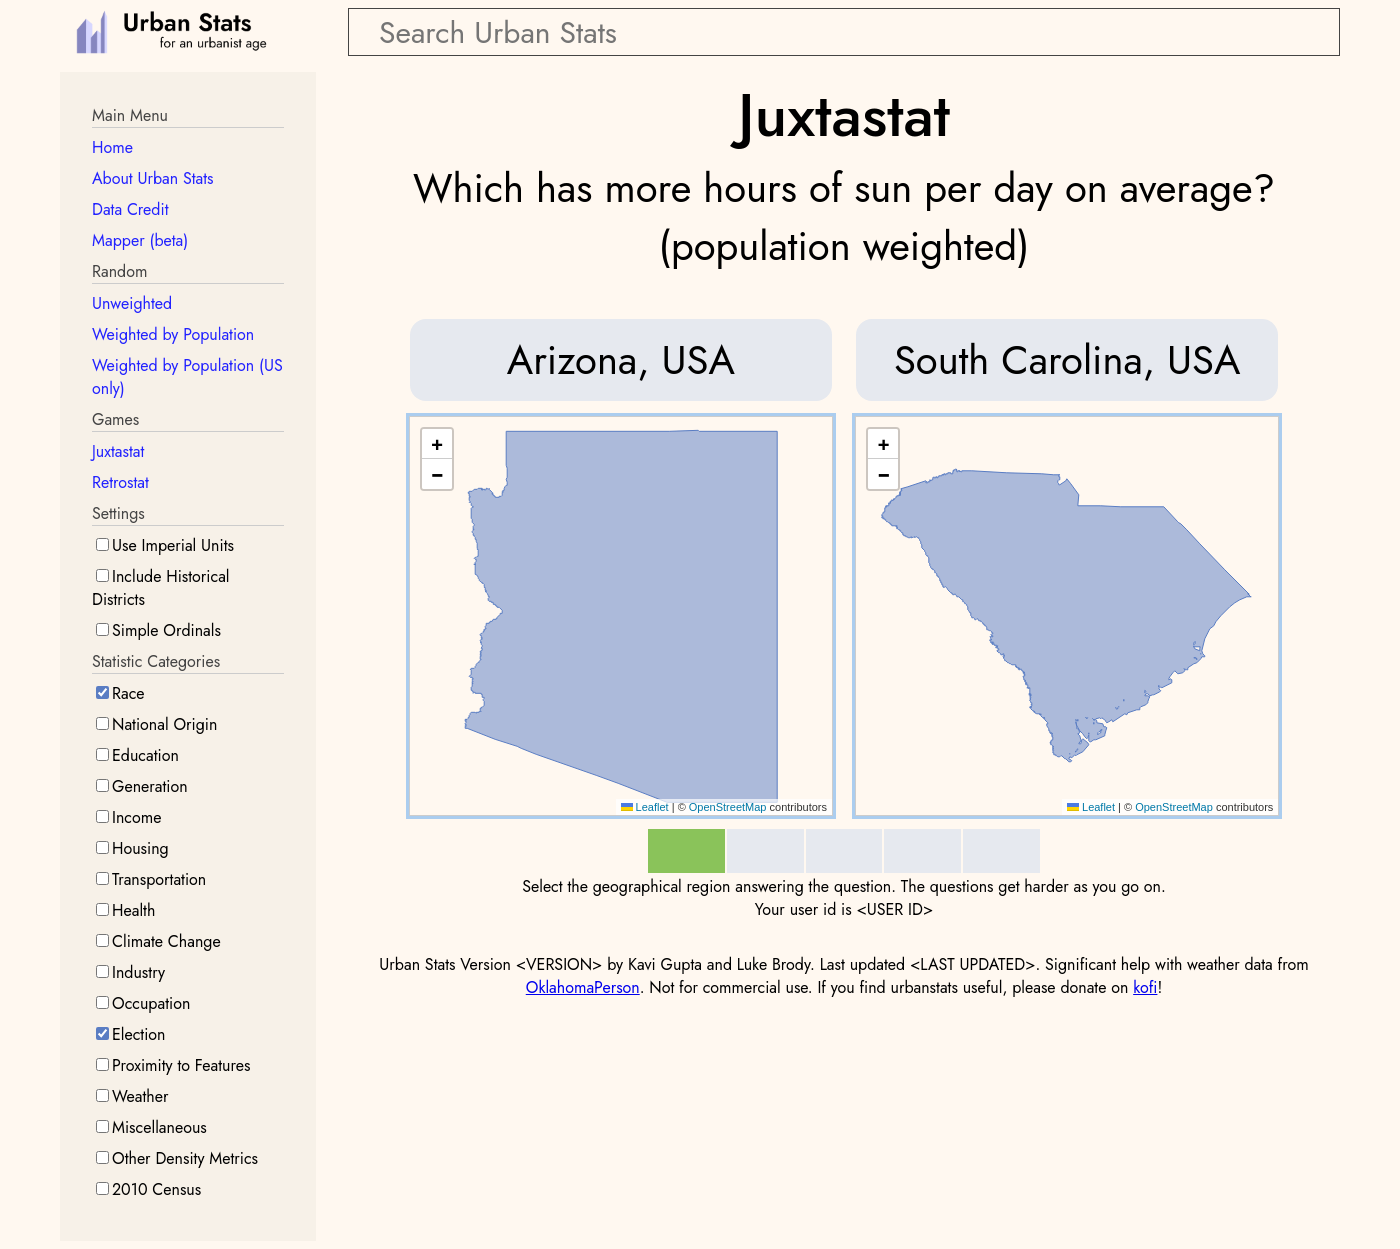 Urban Stats
for an urbanist age
Search Urban Stats
Main Menu
Home
About Urban Stats
Data Credit
Mapper (beta)
Random
Unweighted
Weighted by Population
Weighted by Population (US
only)
Games
Juxtastat
Retrostat
Settings
Use Imperial Units
Include Historical
Districts
Simple Ordinals
Statistic Categories
Race
National Origin
Education
Generation
Income
Housing
Transportation
Health
Climate Change
Industry
Occupation
Election
Proximity to Features
Weather
Miscellaneous
Other Density Metrics
2010 Census
Juxtastat
Which has more hours of sun per day on average?
(population weighted)
Arizona, USA
South Carolina, USA
+
−
Leaflet | © OpenStreetMap contributors
+
−
Leaflet | © OpenStreetMap contributors
Select the geographical region answering the question. The questions get harder as you go on.
Your user id is <USER ID>
Urban Stats Version <VERSION> by Kavi Gupta and Luke Brody. Last updated <LAST UPDATED>. Significant help with weather data from
OklahomaPerson. Not for commercial use. If you find urbanstats useful, please donate on kofi!